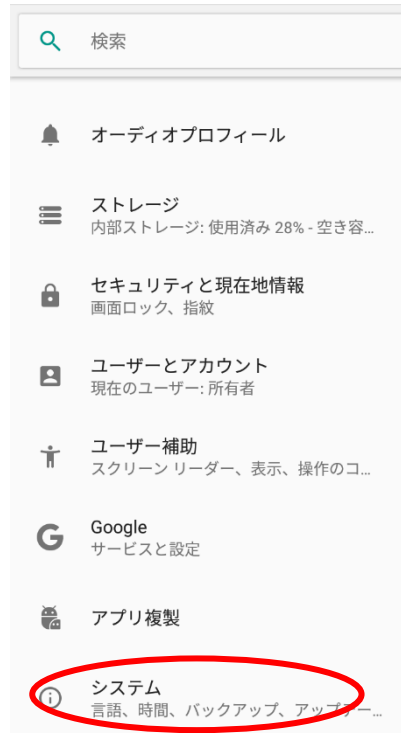 検索
オーディオプロフィール
ストレージ
内部ストレージ: 使用済み 28% - 空き容...
セキュリティと現在地情報
画面ロック、指紋
ユーザーとアカウント
現在のユーザー: 所有者
ユーザー補助
スクリーン リーダー、表示、操作のコ...
Google
サービスと設定
アプリ複製
システム
言語、時間、バックアップ、アップデー...